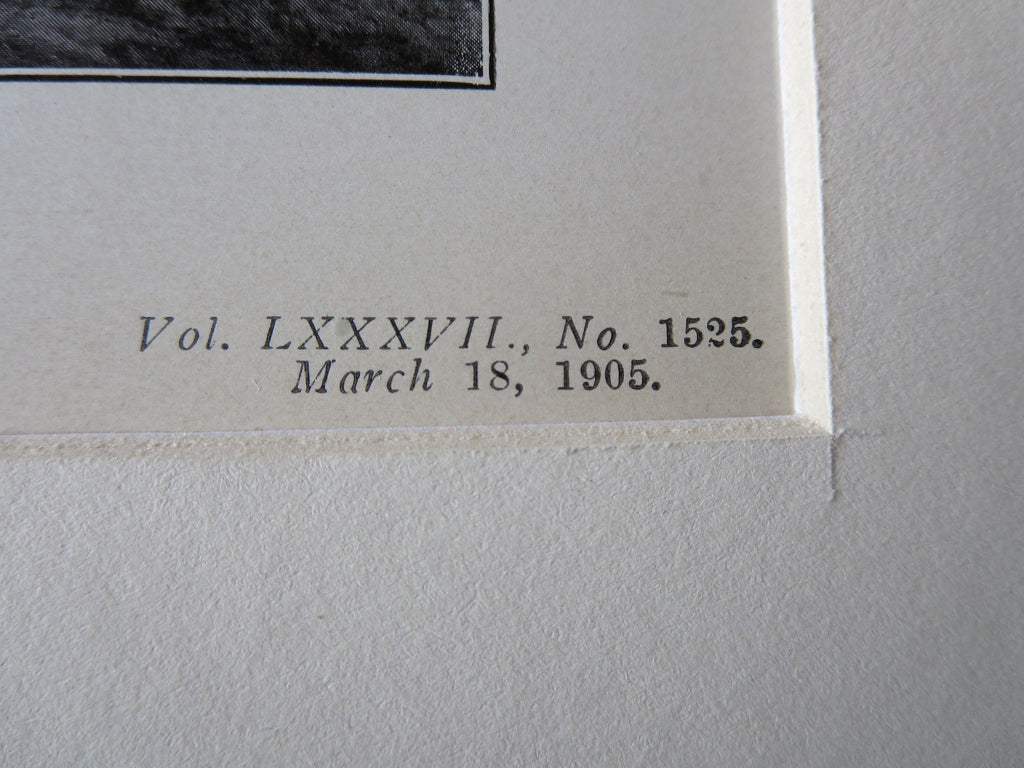 Vol. LXXXVII., No. 1525.
March 18, 1905.